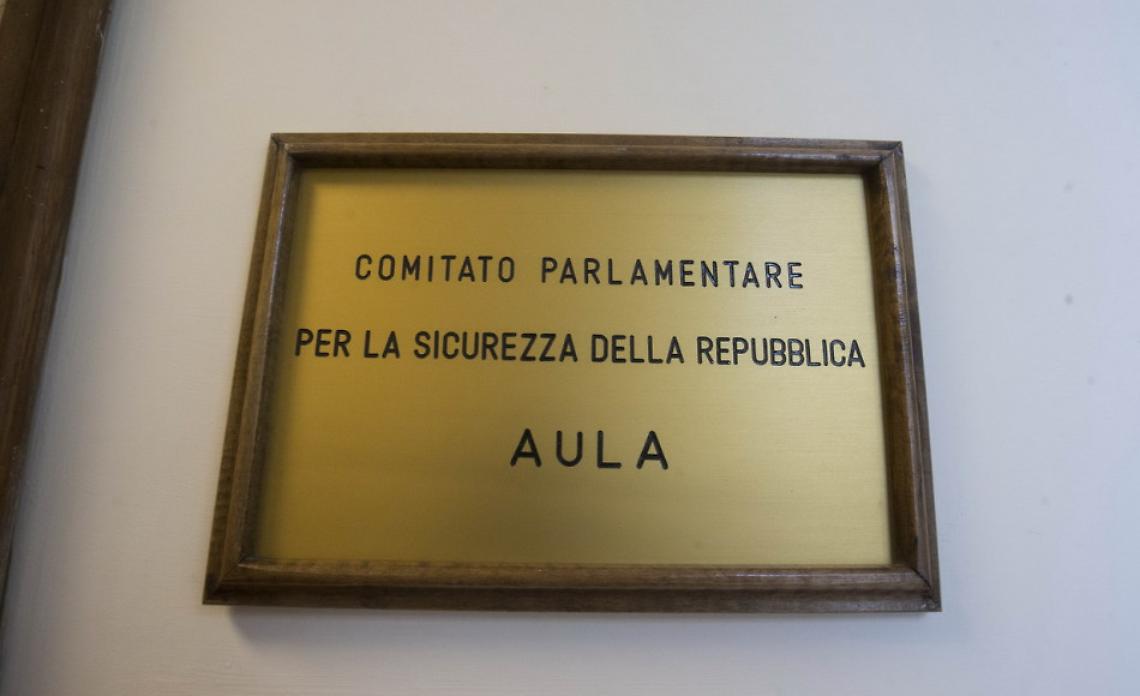 COMITATO PARLAMENTARE
PER LA SICUREZZA DELLA REPUBBLICA
AULA